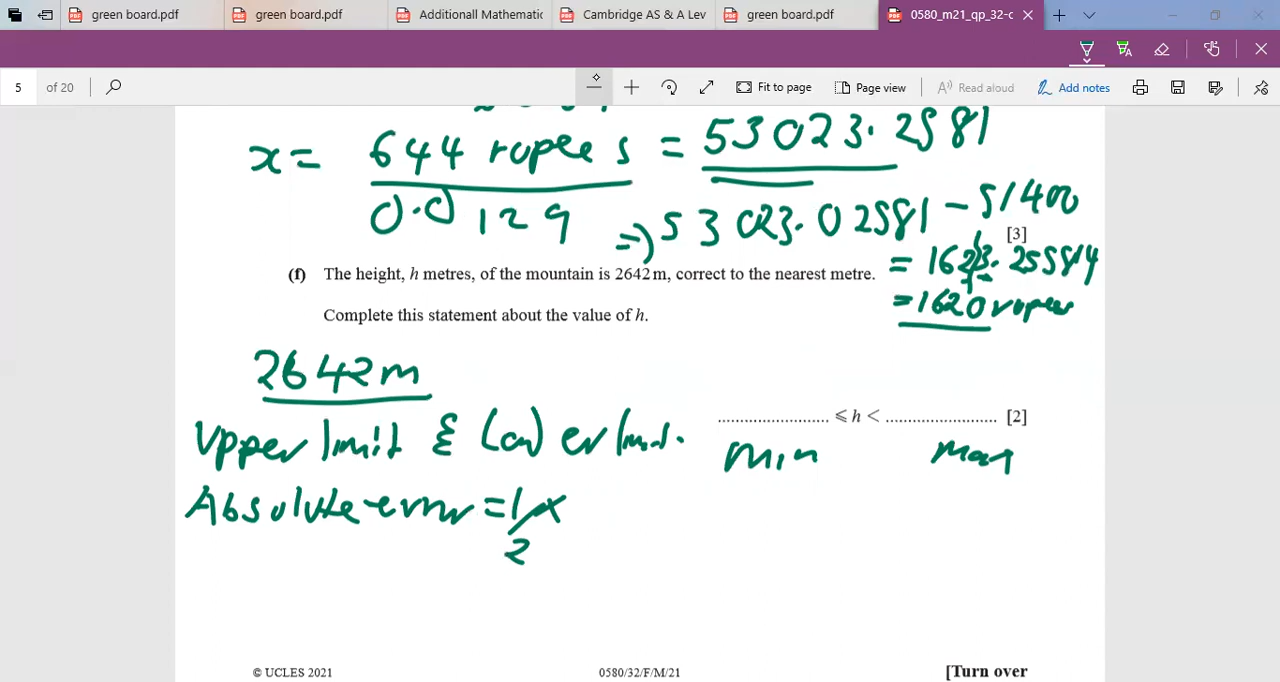 green board.pdf
green board.pdf
Additionall Mathematic
Cambridge AS & A Lev
green board.pdf
0580_m21_qp_32-c
5 of 20
Fit to page
Page view
Read aloud
Add notes
x = 644 rupees = 53023.2581
0.0129
=> 53023.02581 - 51400
[3]
= 1623.255814
(f) The height, h metres, of the mountain is 2642 m, correct to the nearest metre.
= 1620 rupees
Complete this statement about the value of h.
2642m
........................ ⩽ h < ........................ [2]
Upper limit & lower limit.
min max
Absolute error = 1/2 x
© UCLES 2021
0580/32/F/M/21
[Turn over